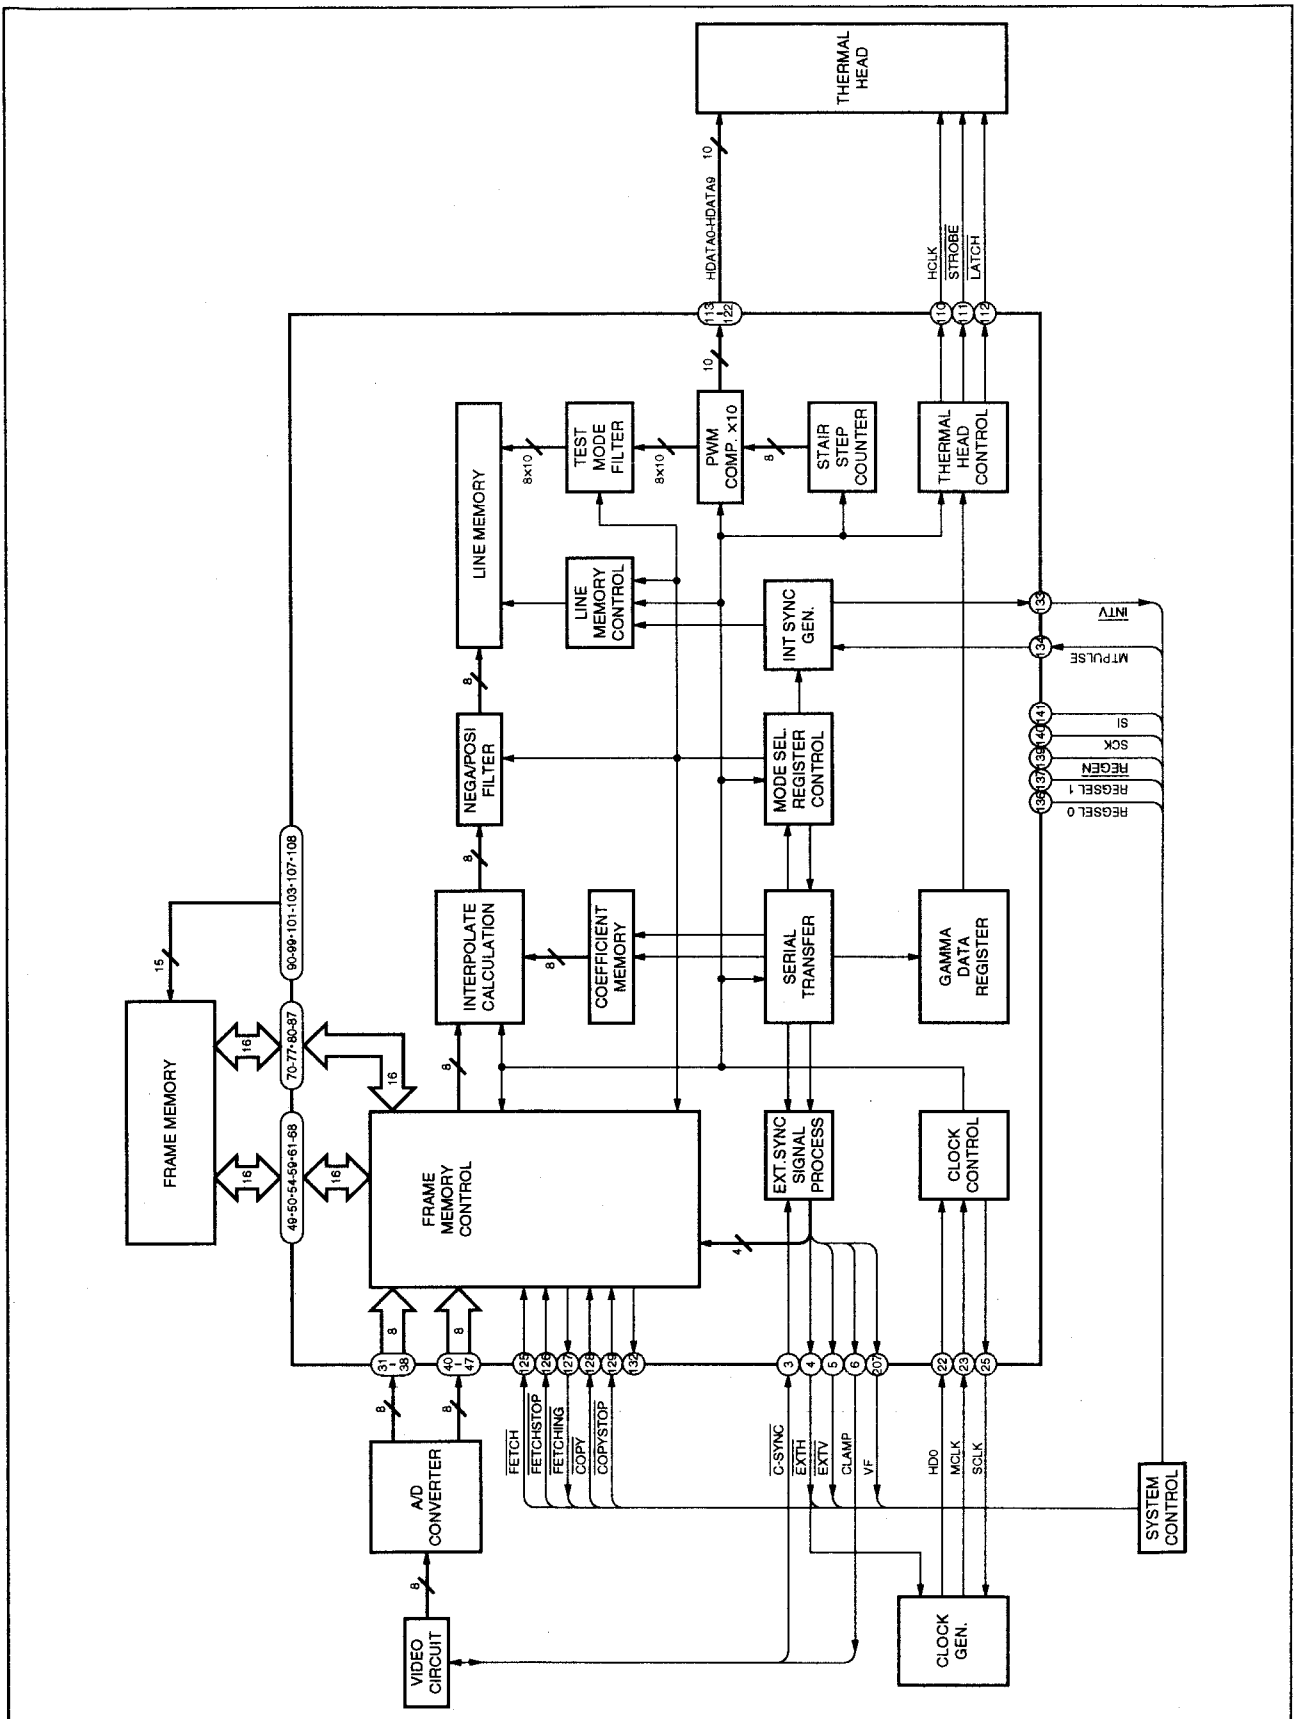 FRAME MEMORY
15
16
16
49•50•54-59•61-68
70-77•80-87
90-99•101-103•107•108
VIDEO
CIRCUIT
8
A/D
CONVERTER
8
8
31
-
38
40
-
47
8
8
16
16
FRAME
MEMORY
CONTROL
8
INTERPOLATE
CALCULATION
8
NEGA/POSI
FILTER
8
LINE MEMORY
8
COEFFICIENT
MEMORY
LINE
MEMORY
CONTROL
8×10
TEST
MODE
FILTER
8×10
FETCH
FETCHSTOP
FETCHING
COPY
COPYSTOP
125
126
127
128
129
132
4
PWM
COMP. ×10
10
113
-
122
HDATA0-HDATA9
10
THERMAL
HEAD
8
STAIR
STEP
COUNTER
C-SYNC
EXTH
EXTV
CLAMP
VF
3
4
5
6
207
EXT.SYNC
SIGNAL
PROCESS
SERIAL
TRANSFER
MODE SEL.
REGISTER
CONTROL
INT SYNC
GEN.
CLOCK
GEN.
HD0
MCLK
SCLK
22
23
25
CLOCK
CONTROL
GAMMA
DATA
REGISTER
THERMAL
HEAD
CONTROL
110
111
112
HCLK
STROBE
LATCH
136
137
139
140
141
134
133
REGSEL 0
REGSEL 1
REGEN
SCK
SI
MTPULSE
INTV
SYSTEM
CONTROL